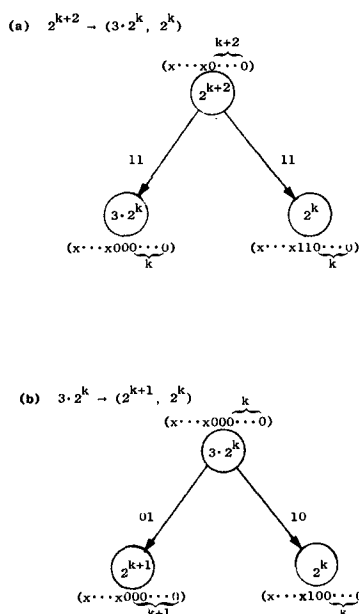 (a) 2^{k+2} → (3·2^k, 2^k)
k+2
(x···x0···0)
2^{k+2}
11 11
3·2^k 2^k
(x···x000···0) (x···x110···0)
k k
(b) 3·2^k → (2^{k+1}, 2^k)
k
(x···x000···0)
3·2^k
01 10
2^{k+1} 2^k
(x···x000···0) (x···x100···0
k+1 k